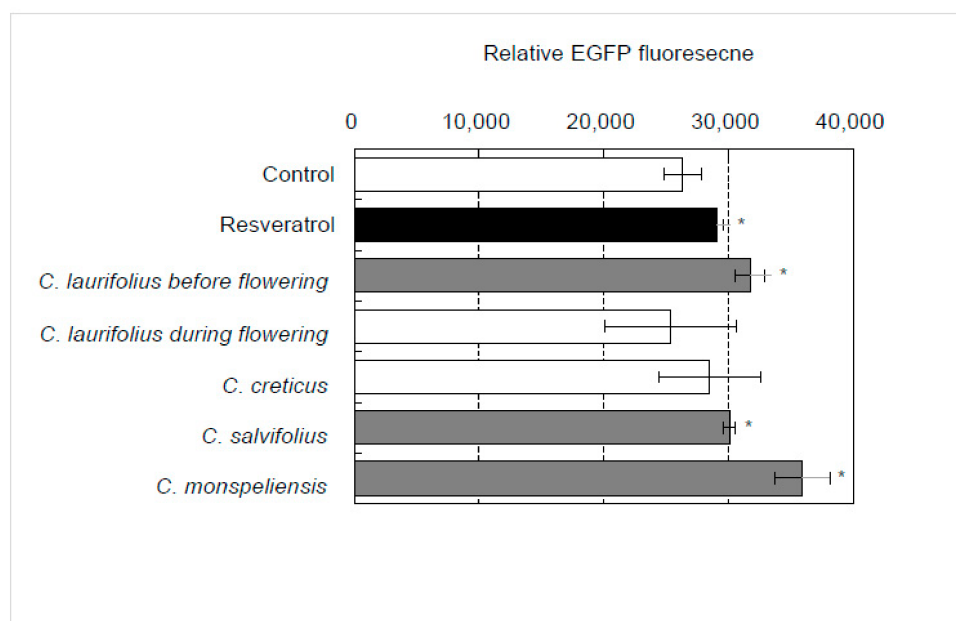 Relative EGFP fluoresecne
0 10,000 20,000 30,000 40,000
Control
Resveratrol *
C. laurifolius before flowering *
C. laurifolius during flowering
C. creticus
C. salvifolius *
C. monspeliensis *